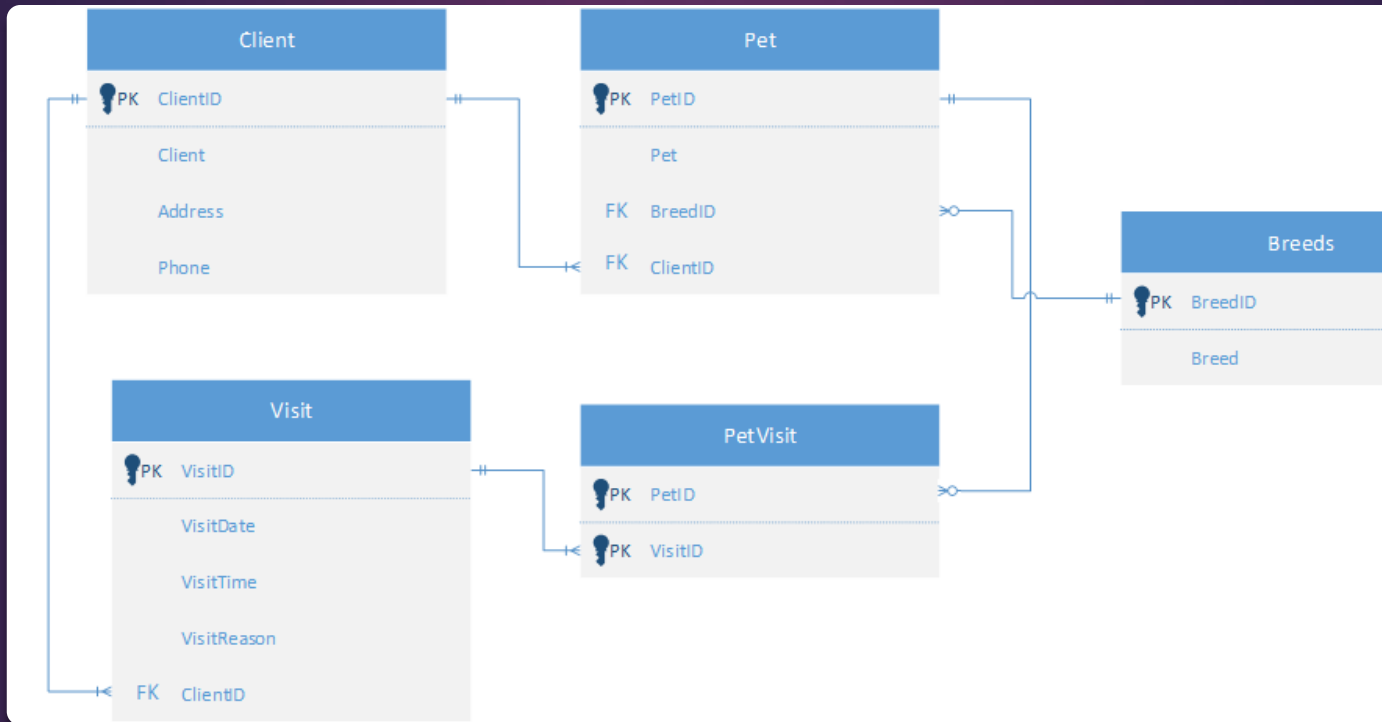 Client
PK ClientID
Client
Address
Phone
Pet
PK PetID
Pet
FK BreedID
FK ClientID
Breeds
PK BreedID
Breed
Visit
PK VisitID
VisitDate
VisitTime
VisitReason
FK ClientID
PetVisit
PK PetID
PK VisitID